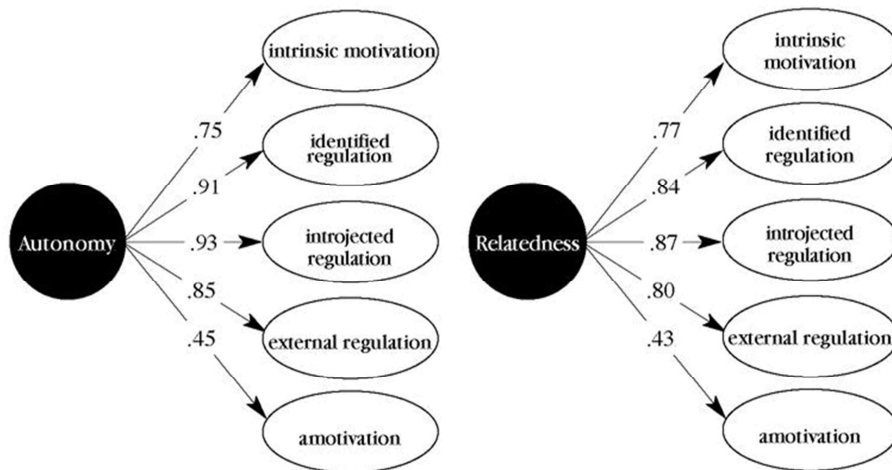 Autonomy
.75
.91
.93
.85
.45
intrinsic motivation
identified
regulation
introjected
regulation
external regulation
amotivation
Relatedness
.77
.84
.87
.80
.43
intrinsic
motivation
identified
regulation
introjected
regulation
external regulation
amotivation